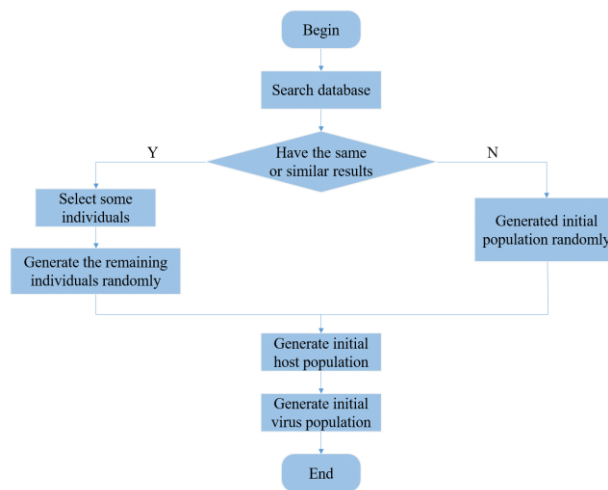 Begin
Search database
Have the same
or similar results
Y
N
Select some
individuals
Generated initial
population randomly
Generate the remaining
individuals randomly
Generate initial
host population
Generate initial
virus population
End